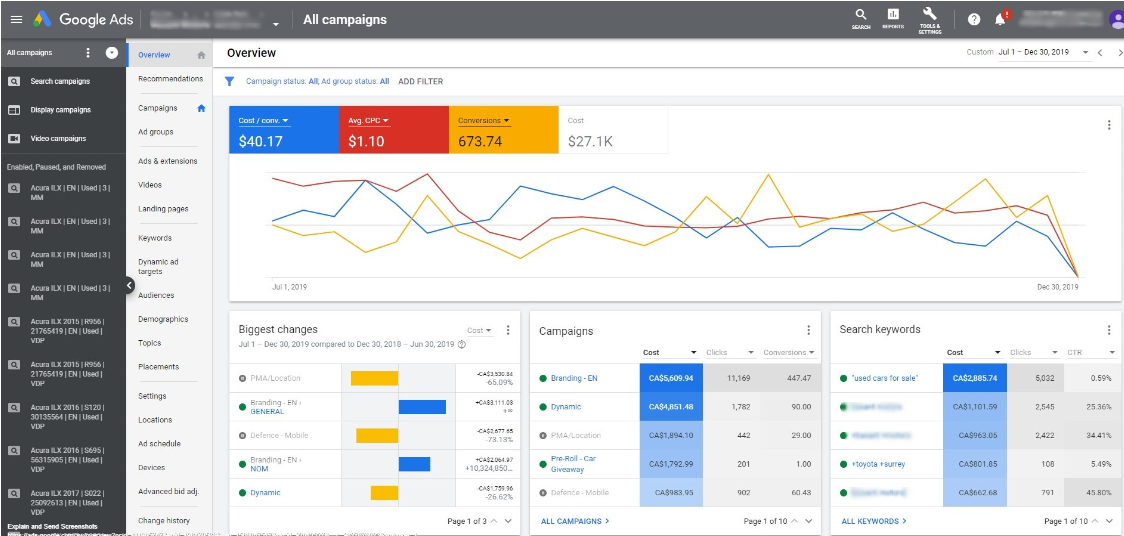 Google Ads
All campaigns
SEARCH
REPORTS
TOOLS &
SETTINGS
All campaigns
Search campaigns
Display campaigns
Video campaigns
Enabled, Paused, and Removed
Acura ILX | EN | Used | 3 |
MM
Acura ILX | EN | Used | 3 |
MM
Acura ILX | EN | Used | 3 |
MM
Acura ILX | EN | Used | 3 |
MM
Acura ILX 2015 | R956 |
21765419 | EN | Used |
VDP
Acura ILX 2015 | R956 |
21765419 | EN | Used |
VDP
Acura ILX 2016 | S120 |
30135564 | EN | Used |
VDP
Acura ILX 2016 | S695 |
56315905 | EN | Used |
VDP
Acura ILX 2017 | S022 |
25092613 | EN | Used |
VDP
Explain and Send Screenshots
Overview
Recommendations
Campaigns
Ad groups
Ads & extensions
Videos
Landing pages
Keywords
Dynamic ad
targets
Audiences
Demographics
Topics
Placements
Settings
Locations
Ad schedule
Devices
Advanced bid adj.
Change history
Overview
Custom Jul 1 – Dec 30, 2019
Campaign status: All; Ad group status: All ADD FILTER
Cost / conv. Avg. CPC Conversions Cost
$40.17 $1.10 673.74 $27.1K
Jul 1, 2019 Dec 30, 2019
Biggest changes
Cost
Jul 1 – Dec 30, 2019 compared to Dec 30, 2018 – Jun 30, 2019
PMA/Location -CA$3,530.84
-65.09%
Branding - EN -
GENERAL
+CA$3,111.03
+∞
Defence - Mobile -CA$2,677.65
-73.13%
Branding - EN -
NOM
+CA$2,064.97
+10,324,850...
Dynamic -CA$1,759.96
-26.62%
Page 1 of 3
Campaigns
Cost Clicks Conversions
Branding - EN CA$5,609.94 11,169 447.47
Dynamic CA$4,851.48 1,782 90.00
PMA/Location CA$1,894.10 442 29.00
Pre-Roll - Car
Giveaway
CA$1,792.99 201 1.00
Defence - Mobile CA$983.95 902 60.43
ALL CAMPAIGNS
Page 1 of 10
Search keywords
Cost Clicks CTR
"used cars for sale" CA$2,885.74 5,032 0.59%
CA$1,101.59 2,545 25.36%
CA$963.05 2,422 34.41%
+toyota +surrey CA$801.85 108 5.49%
CA$662.68 791 45.80%
ALL KEYWORDS
Page 1 of 10